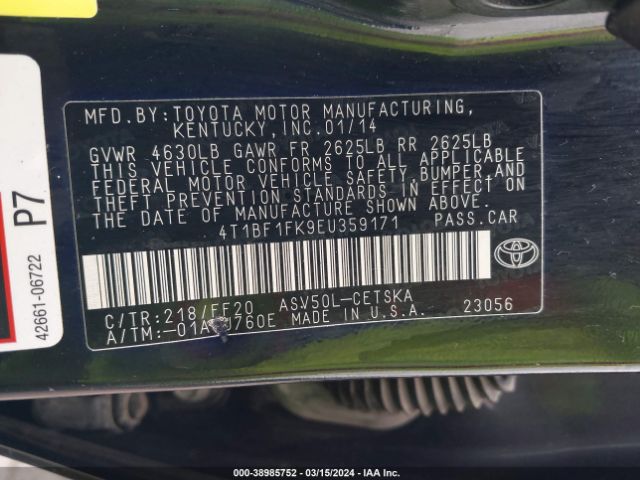 MFD.BY:TOYOTA MOTOR MANUFACTURING,
KENTUCKY,INC.01/14
GVWR 4630LB GAWR FR 2625LB RR 2625LB
THIS VEHICLE CONFORMS TO ALL APPLICABLE
FEDERAL MOTOR VEHICLE SAFETY,BUMPER,AND
THEFT PREVENTION STANDARDS IN EFFECT ON
THE DATE OF MANUFACTURE SHOWN ABOVE.
4T1BF1FK9EU359171 PASS.CAR
C/TR:218/FF20 ASV50L-CETSKA
A/TM:-01A U760E MADE IN U.S.A. 23056
P7
42661-06722
000 - 38985752 - 03/15/2024 - IAA Inc.